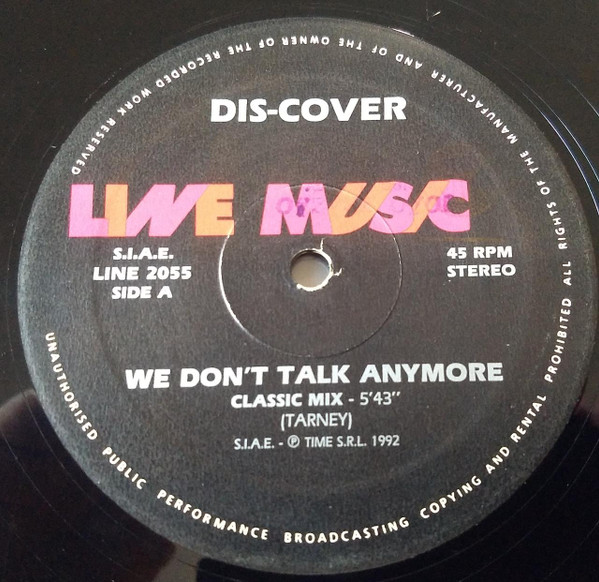 DIS-COVER
LINE MUSIC
S.I.A.E.
LINE 2055
SIDE A
45 RPM
STEREO
WE DON'T TALK ANYMORE
CLASSIC MIX - 5'43''
(TARNEY)
S.I.A.E. - ℗ TIME S.R.L. 1992
UNAUTHORISED PUBLIC PERFORMANCE BROADCASTING COPYING AND RENTAL PROHIBITED ALL RIGHTS OF THE MANUFACTURER AND OF THE OWNER OF THE RECORDED WORK RESERVED